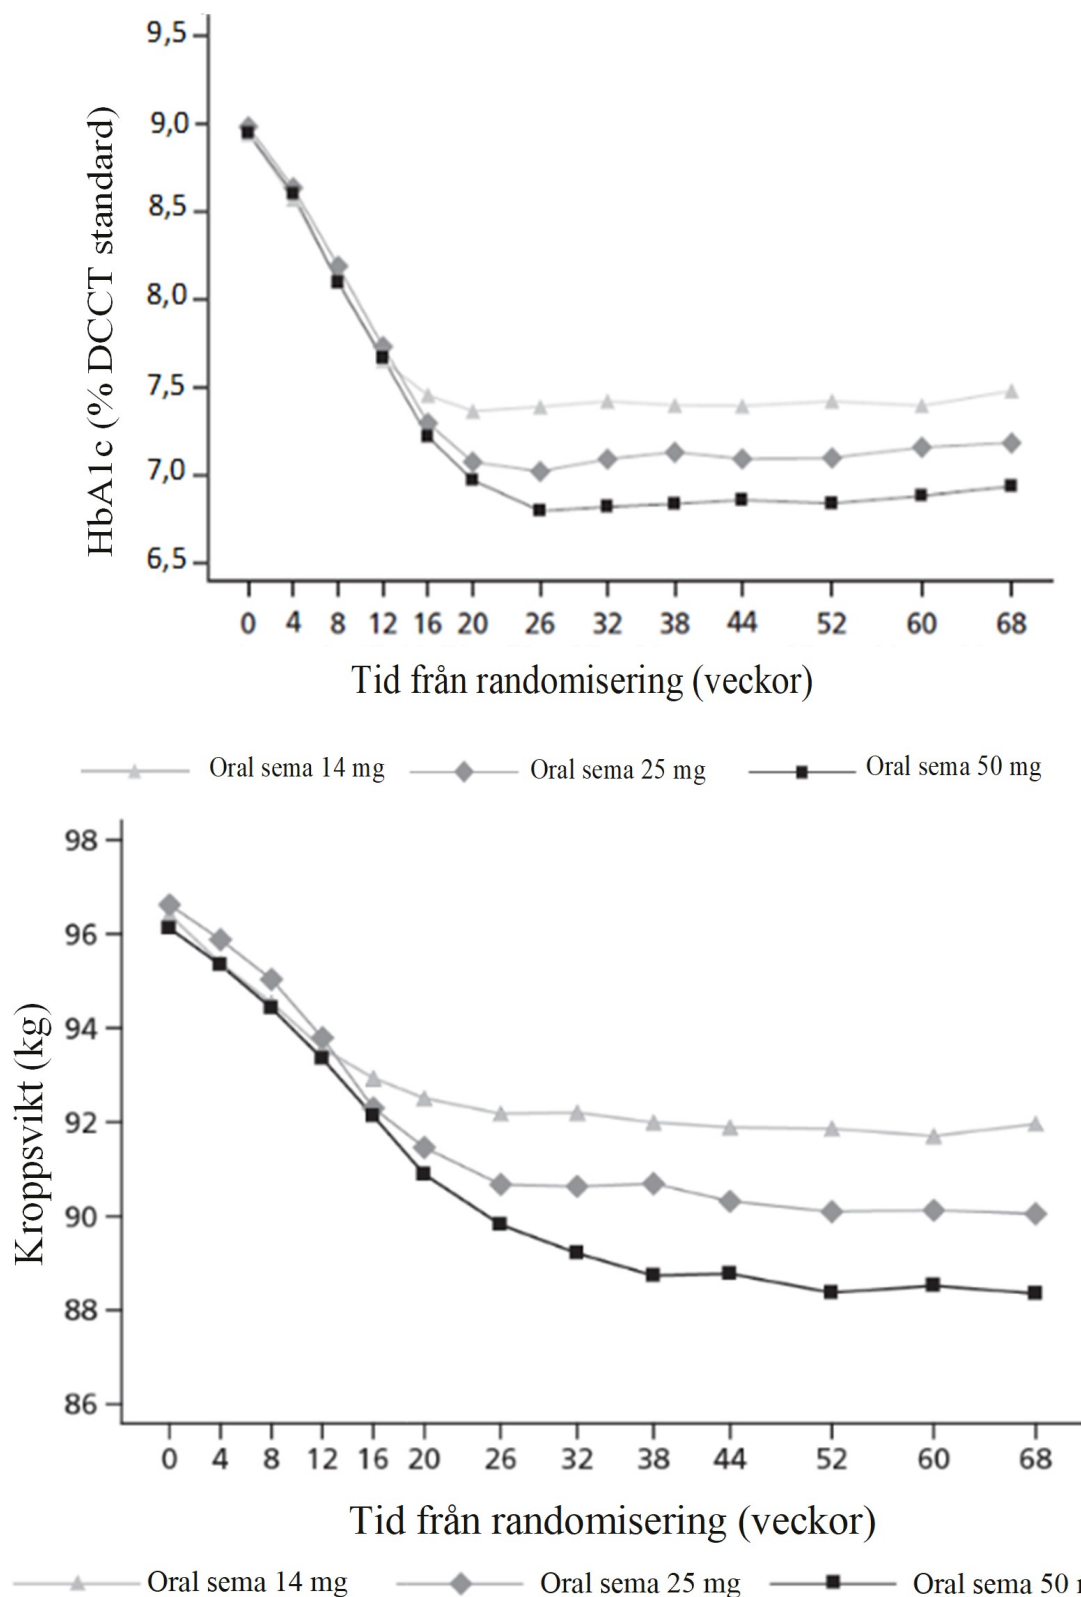 9,5
9,0
8,5
8,0
7,5
7,0
6,5
HbA1c (% DCCT standard)
0 4 8 12 16 20 26 32 38 44 52 60 68
Tid från randomisering (veckor)
Oral sema 14 mg Oral sema 25 mg Oral sema 50 mg
98
96
94
92
90
88
86
Kroppsvikt (kg)
0 4 8 12 16 20 26 32 38 44 52 60 68
Tid från randomisering (veckor)
Oral sema 14 mg Oral sema 25 mg Oral sema 50